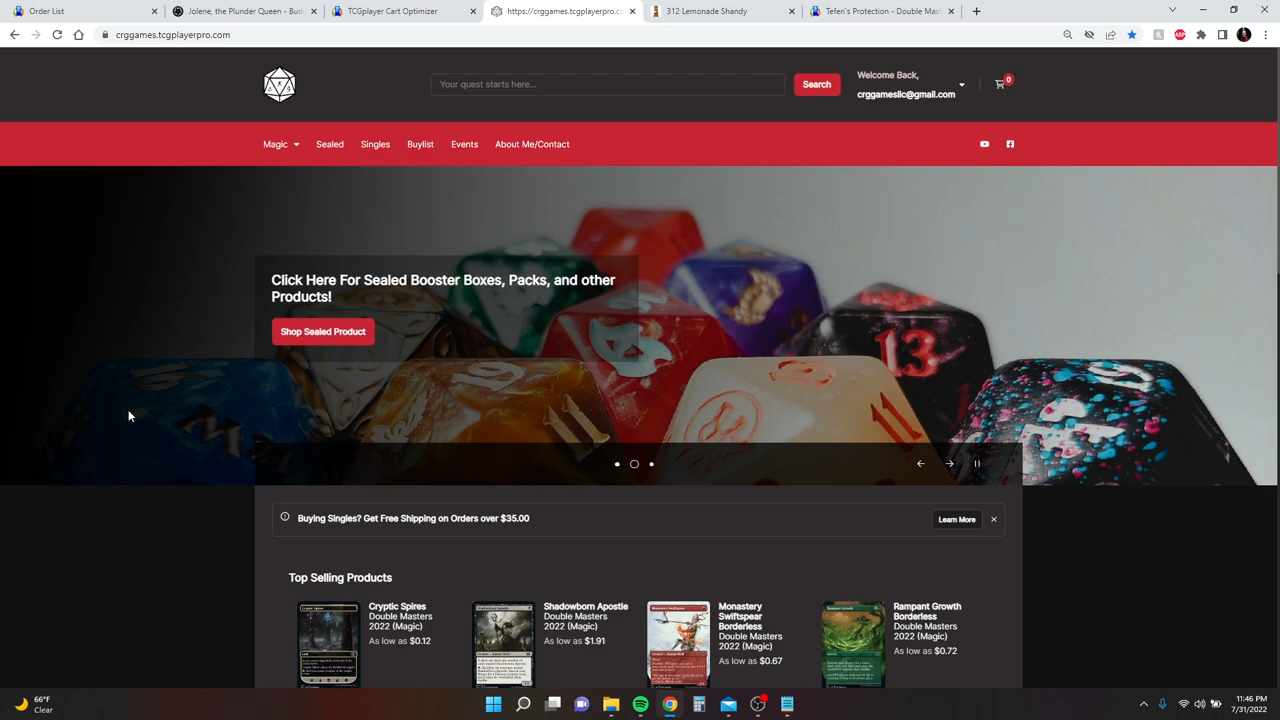 Order List
Jolene, the Plunder Queen - Bud
TCGplayer Cart Optimizer
https://crggames.tcgplayerpro.co
312 Lemonade Shandy
Teferi's Protection - Double Mas
crggames.tcgplayerpro.com
ABP
Your quest starts here...
Search
Welcome Back,
crggamesllc@gmail.com
0
Magic
Sealed
Singles
Buylist
Events
About Me/Contact
Click Here For Sealed Booster Boxes, Packs, and other
Products!
Shop Sealed Product
13
Buying Singles? Get Free Shipping on Orders over $35.00
Learn More
Top Selling Products
Cryptic Spires
Double Masters
2022 (Magic)
As low as $0.12
Shadowborn Apostle
Double Masters
2022 (Magic)
As low as $1.91
Monastery
Swiftspear
Borderless
Double Masters
2022 (Magic)
As low as $1.67
Rampant Growth
Borderless
Double Masters
2022 (Magic)
As low as $0.72
66°F
Clear
11:46 PM
7/31/2022